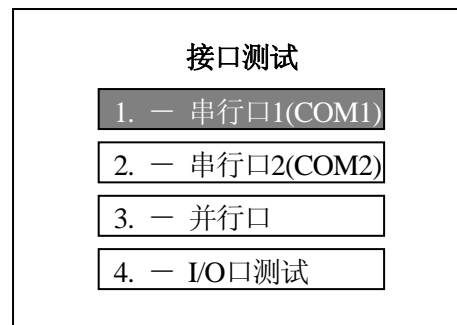 接口测试
1. － 串行口1(COM1)
2. － 串行口2(COM2)
3. － 并行口
4. － I/O口测试